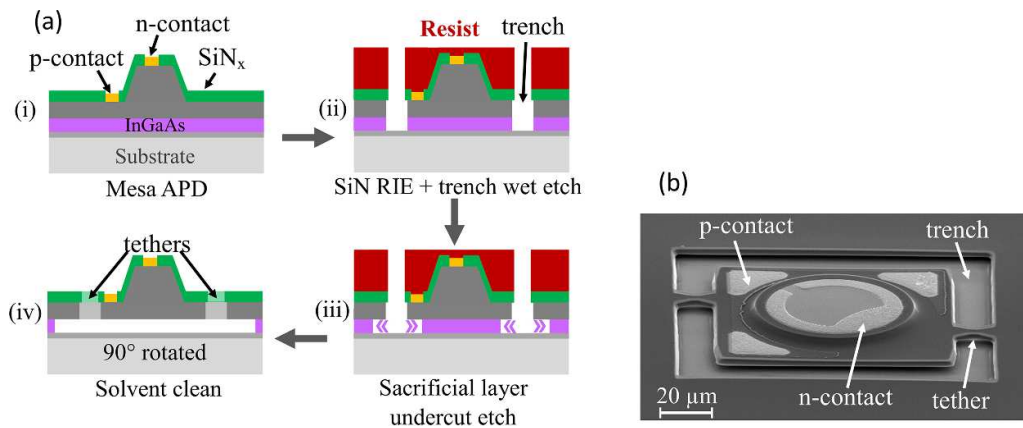 (a)
n-contact
p-contact
SiNx
(i)
InGaAs
Substrate
Mesa APD
Resist
trench
(ii)
SiN RIE + trench wet etch
tethers
(iv)
90° rotated
Solvent clean
(iii)
Sacrificial layer
undercut etch
(b)
p-contact
trench
n-contact
tether
20 µm